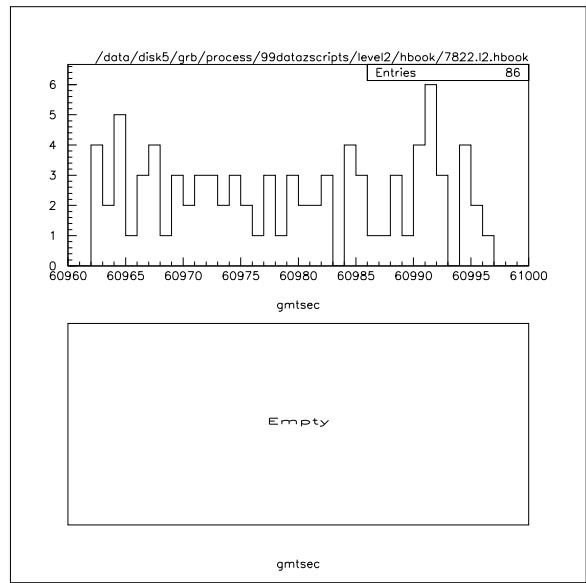 /data/disk5/grb/process/99datazscripts/level2/hbook/7822.l2.hbook
Entries 86
6
5
4
3
2
1
0
60960 60965 60970 60975 60980 60985 60990 60995 61000
gmtsec
Empty
gmtsec